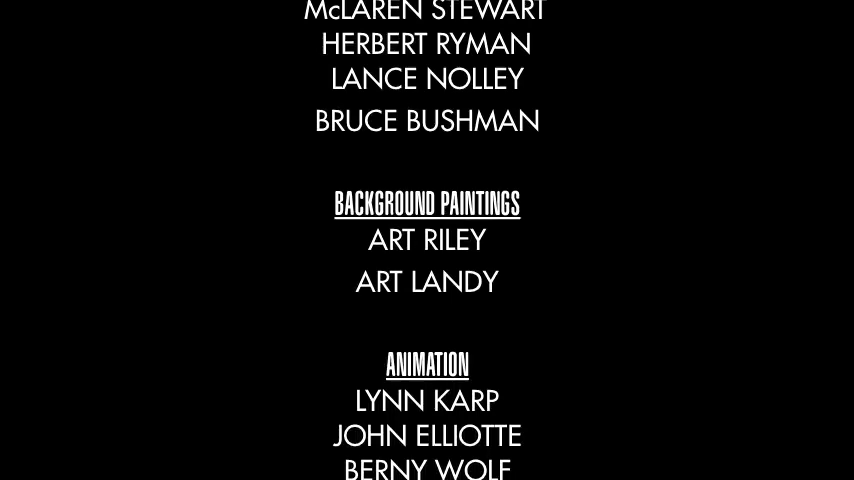 McLAREN STEWART
HERBERT RYMAN
LANCE NOLLEY
BRUCE BUSHMAN
BACKGROUND PAINTINGS
ART RILEY
ART LANDY
ANIMATION
LYNN KARP
JOHN ELLIOTTE
BERNY WOLF